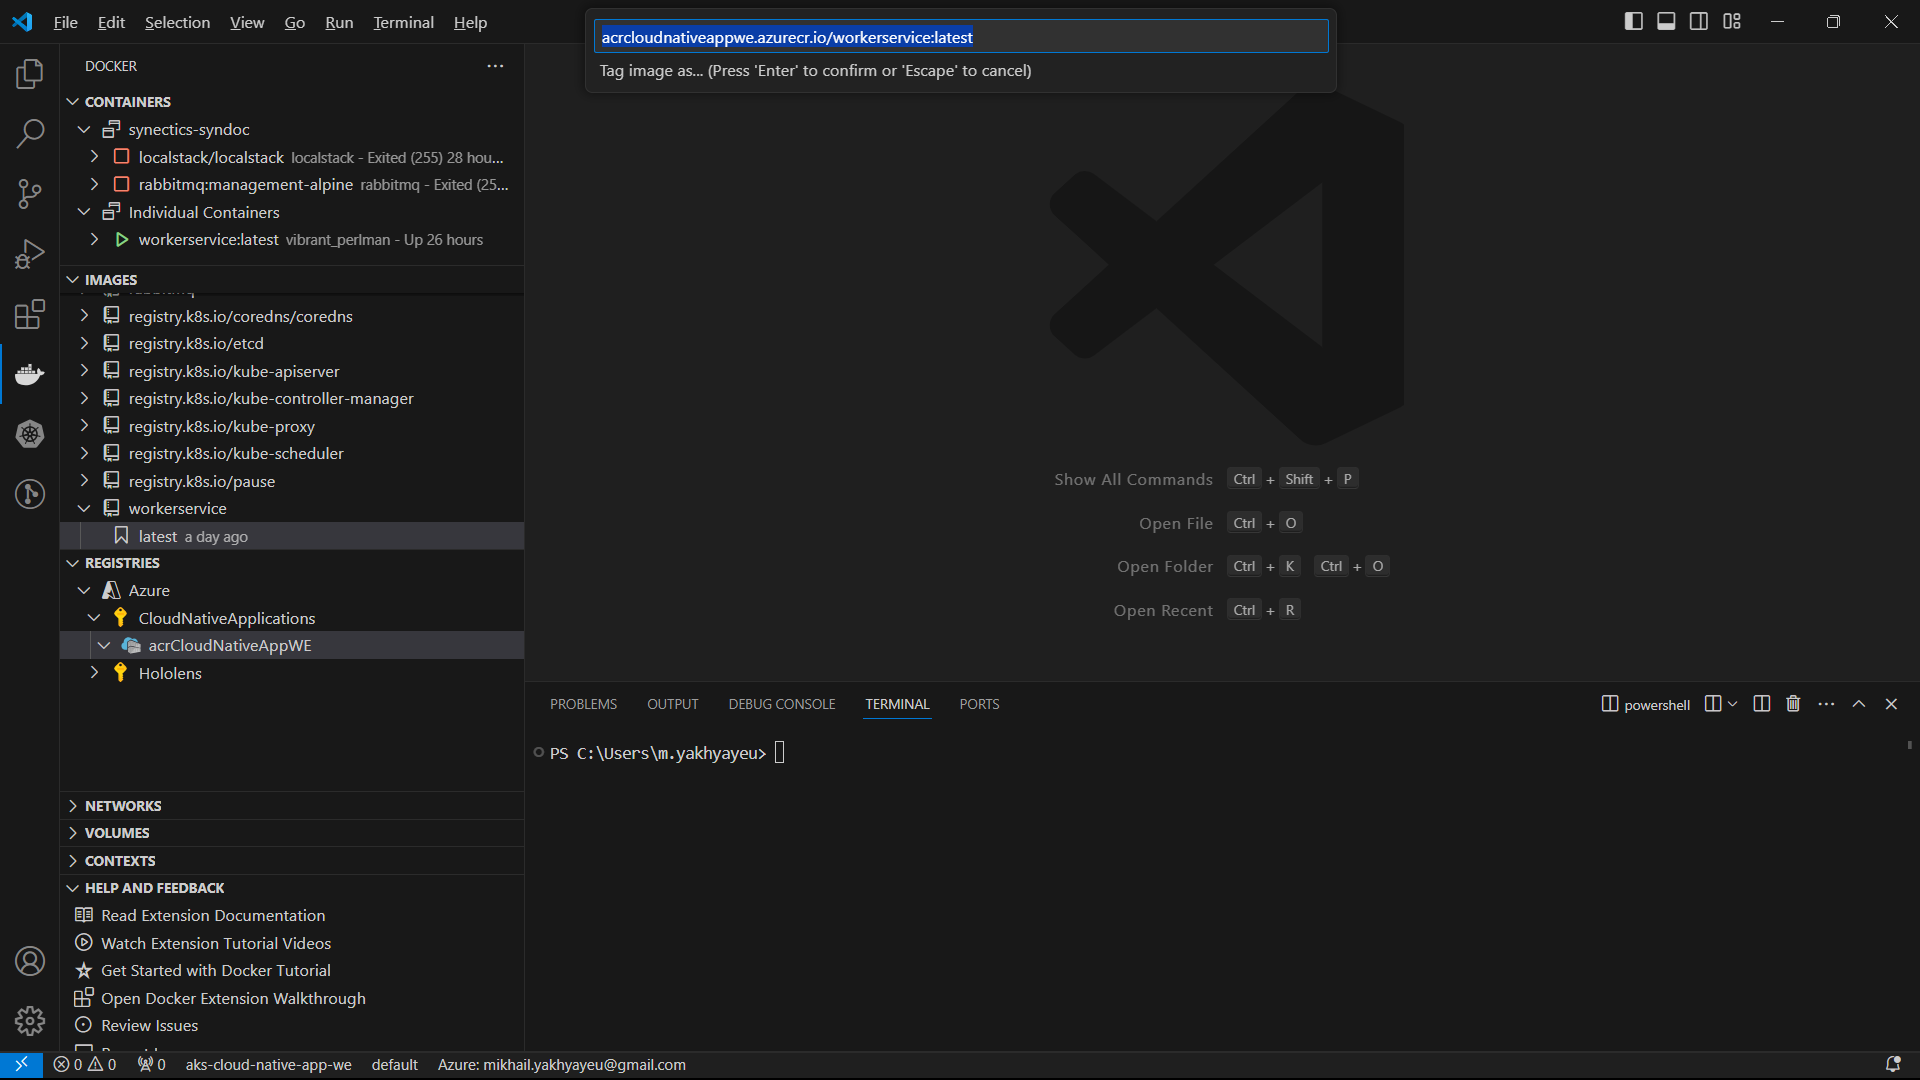 File Edit Selection View Go Run Terminal Help
acrcloudnativeappwe.azurecr.io/workerservice:latest
Tag image as... (Press 'Enter' to confirm or 'Escape' to cancel)
DOCKER
CONTAINERS
synectics-syndoc
localstack/localstack localstack - Exited (255) 28 hou...
rabbitmq:management-alpine rabbitmq - Exited (25...
Individual Containers
workerservice:latest vibrant_perlman - Up 26 hours
IMAGES
registry.k8s.io/coredns/coredns
registry.k8s.io/etcd
registry.k8s.io/kube-apiserver
registry.k8s.io/kube-controller-manager
registry.k8s.io/kube-proxy
registry.k8s.io/kube-scheduler
registry.k8s.io/pause
workerservice
latest a day ago
REGISTRIES
Azure
CloudNativeApplications
acrCloudNativeAppWE
Hololens
NETWORKS
VOLUMES
CONTEXTS
HELP AND FEEDBACK
Read Extension Documentation
Watch Extension Tutorial Videos
Get Started with Docker Tutorial
Open Docker Extension Walkthrough
Review Issues
Show All Commands Ctrl + Shift + P
Open File Ctrl + O
Open Folder Ctrl + K Ctrl + O
Open Recent Ctrl + R
PROBLEMS OUTPUT DEBUG CONSOLE TERMINAL PORTS
powershell
PS C:\Users\m.yakhyayeu>
0 0 0 aks-cloud-native-app-we default Azure: mikhail.yakhyayeu@gmail.com